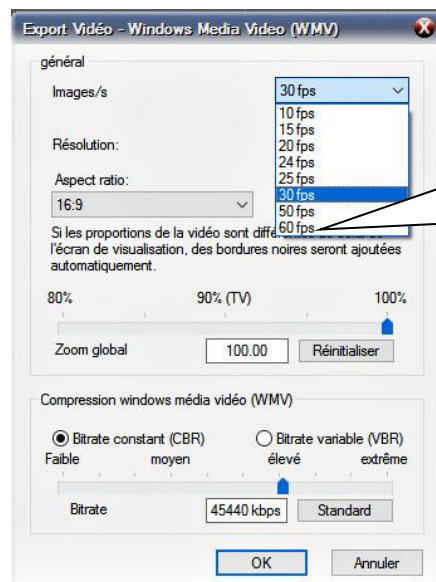 Export Vidéo - Windows Media Video (WMV)
général
Images/s
30 fps
10 fps
15 fps
20 fps
24 fps
25 fps
30 fps
50 fps
60 fps
Résolution:
Aspect ratio:
16:9
Si les proportions de la vidéo sont
l'écran de visualisation, des bordures noires seront ajoutées
automatiquement.
80% 90% (TV) 100%
Zoom global 100.00 Réinitialiser
Compression windows média vidéo (WMV)
Bitrate constant (CBR) Bitrate variable (VBR)
Faible moyen élevé extrême
Bitrate 45440 kbps Standard
OK Annuler